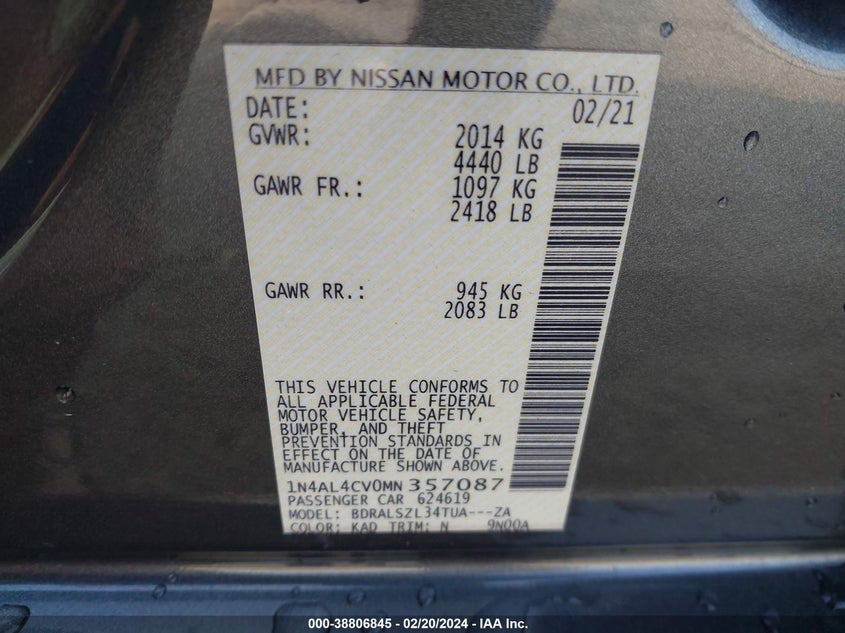 MFD BY NISSAN MOTOR CO., LTD.
DATE: 02/21
GVWR: 2014 KG
4440 LB
GAWR FR.: 1097 KG
2418 LB
GAWR RR.: 945 KG
2083 LB
THIS VEHICLE CONFORMS TO
ALL APPLICABLE FEDERAL
MOTOR VEHICLE SAFETY,
BUMPER, AND THEFT
PREVENTION STANDARDS IN
EFFECT ON THE DATE OF
MANUFACTURE SHOWN ABOVE.
1N4AL4CV0MN 357087
PASSENGER CAR 624619
MODEL: BDRALSZL34TUA---ZA
COLOR: KAD TRIM: N 9N00A
000-38806845 — 02/20/2024 — IAA Inc.